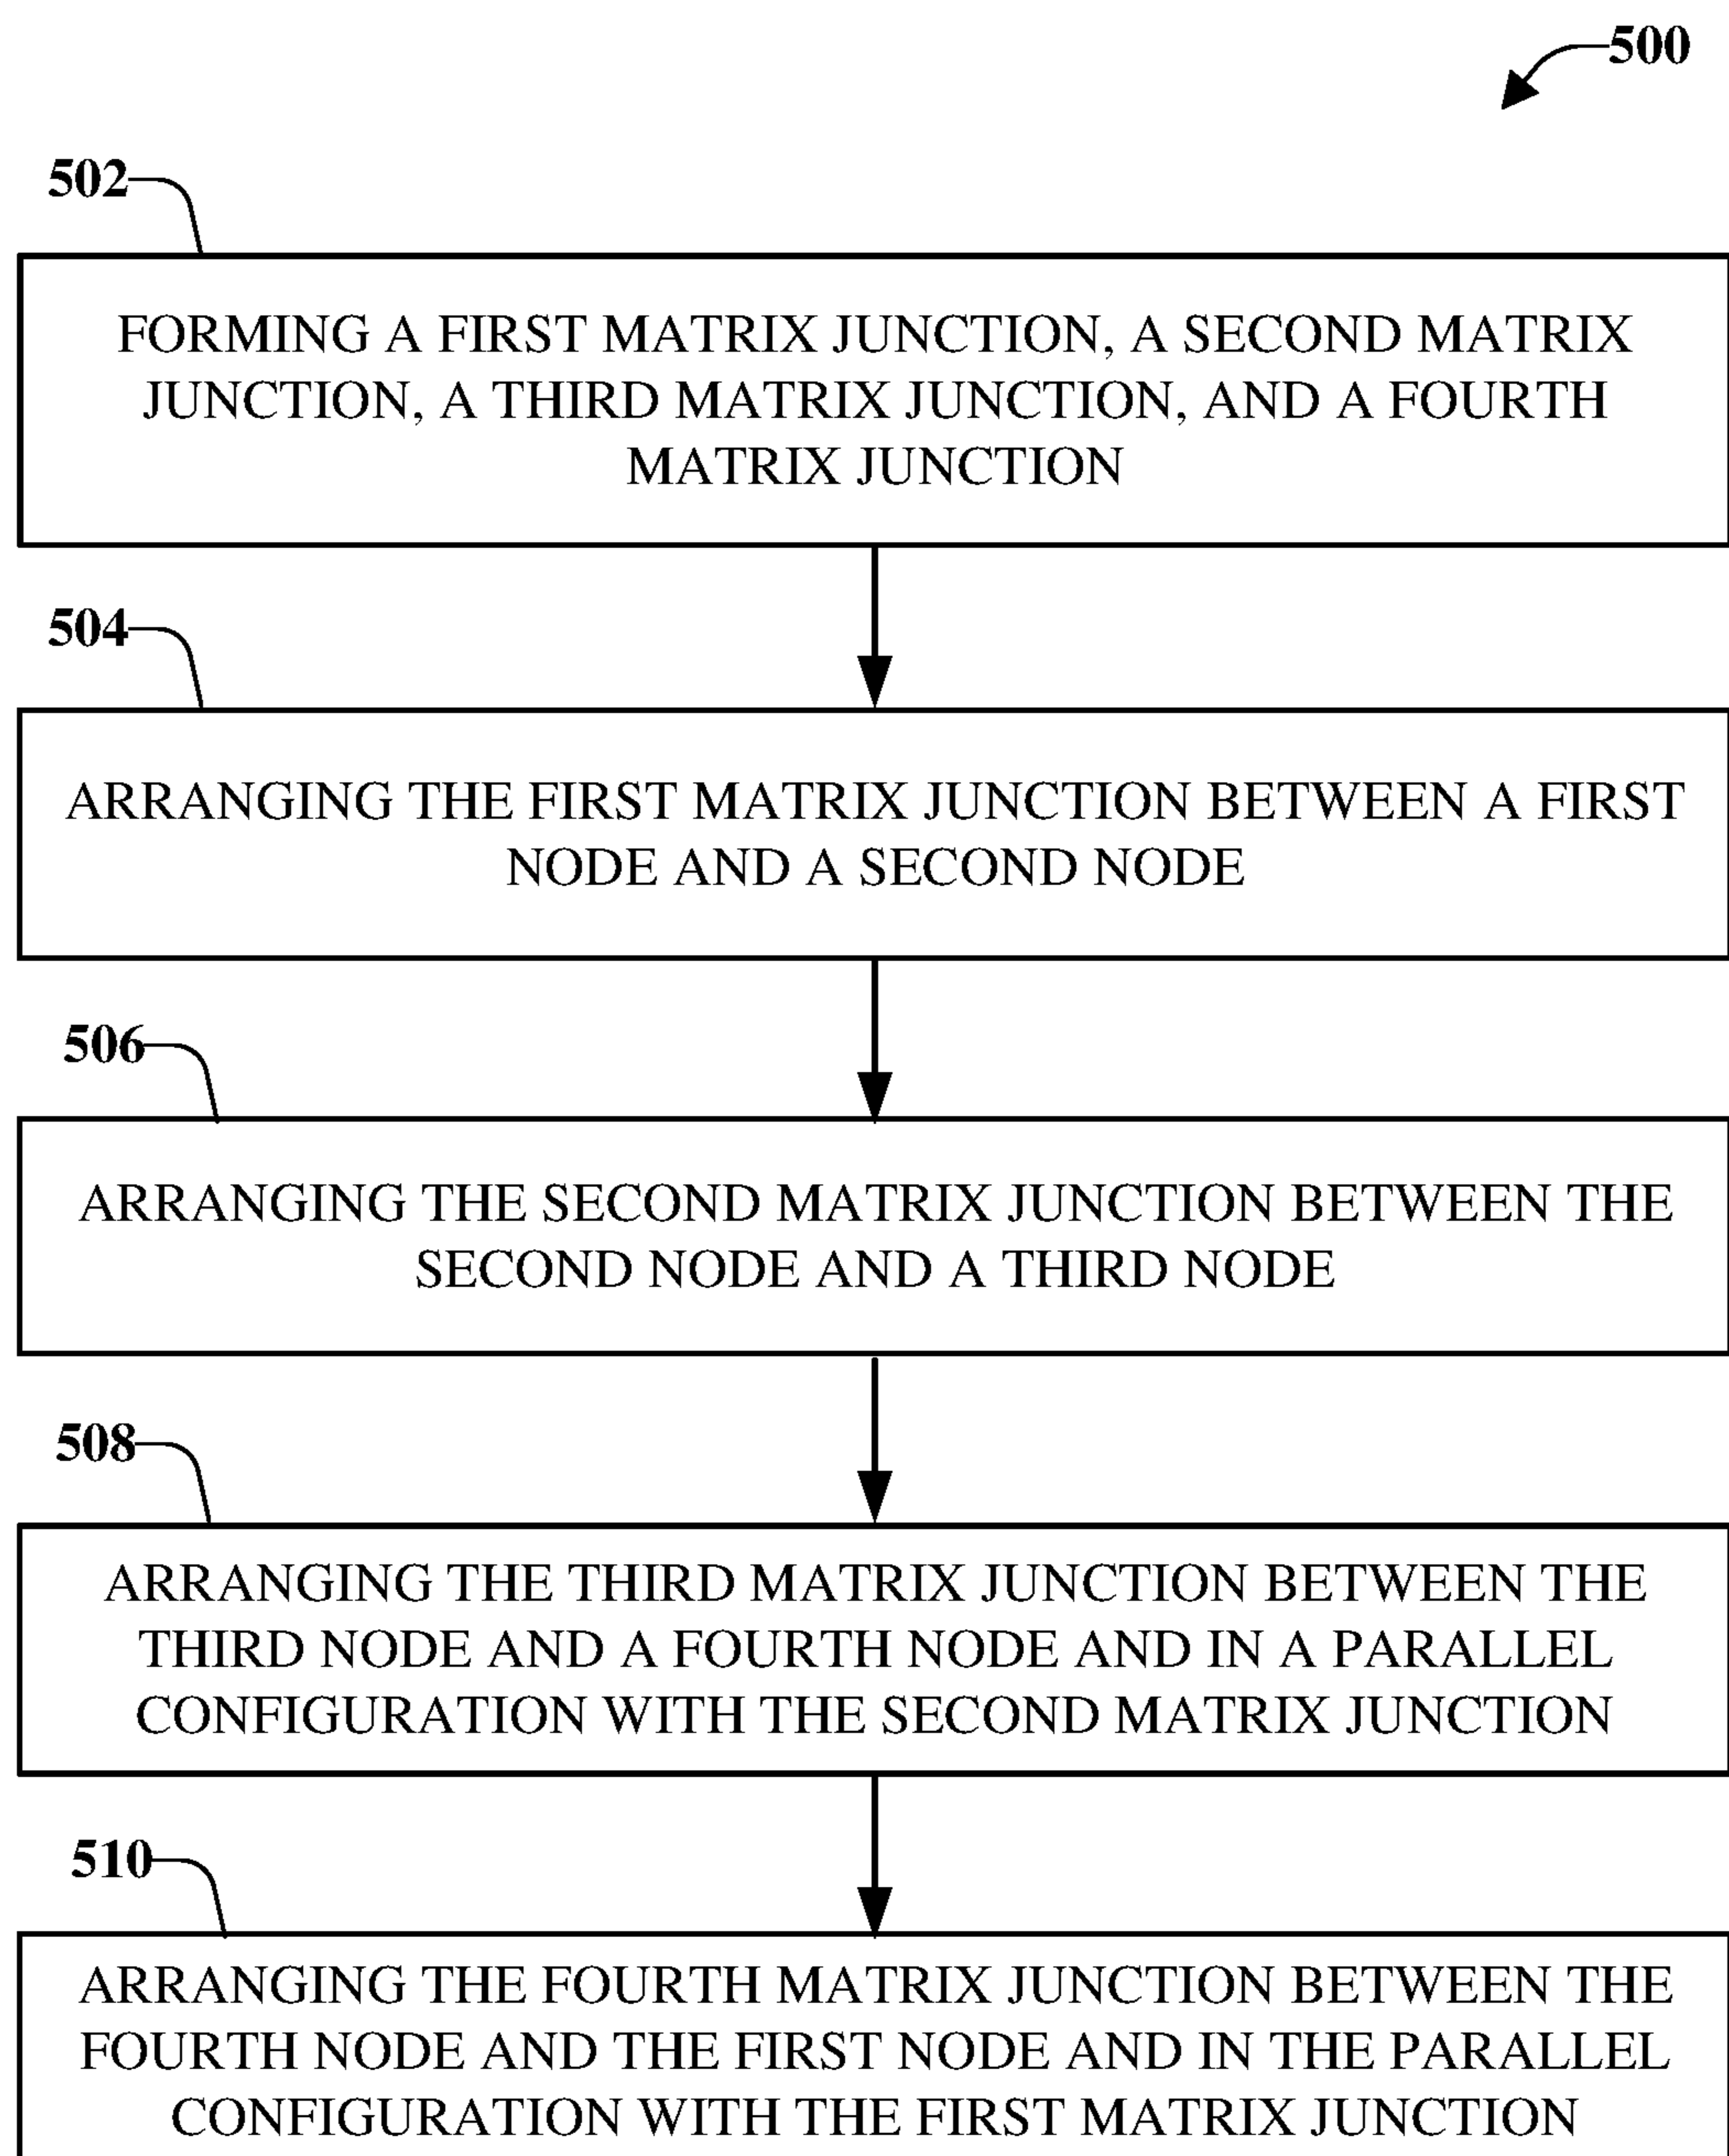 500
502
FORMING A FIRST MATRIX JUNCTION, A SECOND MATRIX
JUNCTION, A THIRD MATRIX JUNCTION, AND A FOURTH
MATRIX JUNCTION
504
ARRANGING THE FIRST MATRIX JUNCTION BETWEEN A FIRST
NODE AND A SECOND NODE
506
ARRANGING THE SECOND MATRIX JUNCTION BETWEEN THE
SECOND NODE AND A THIRD NODE
508
ARRANGING THE THIRD MATRIX JUNCTION BETWEEN THE
THIRD NODE AND A FOURTH NODE AND IN A PARALLEL
CONFIGURATION WITH THE SECOND MATRIX JUNCTION
510
ARRANGING THE FOURTH MATRIX JUNCTION BETWEEN THE
FOURTH NODE AND THE FIRST NODE AND IN THE PARALLEL
CONFIGURATION WITH THE FIRST MATRIX JUNCTION